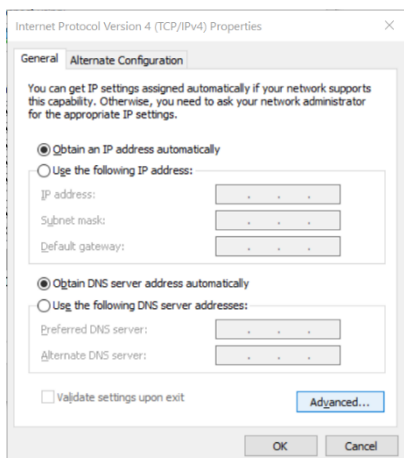 Internet Protocol Version 4 (TCP/IPv4) Properties
General
Alternate Configuration
You can get IP settings assigned automatically if your network supports
this capability. Otherwise, you need to ask your network administrator
for the appropriate IP settings.
Obtain an IP address automatically
Use the following IP address:
IP address:
Subnet mask:
Default gateway:
Obtain DNS server address automatically
Use the following DNS server addresses:
Preferred DNS server:
Alternate DNS server:
Validate settings upon exit
Advanced...
OK
Cancel